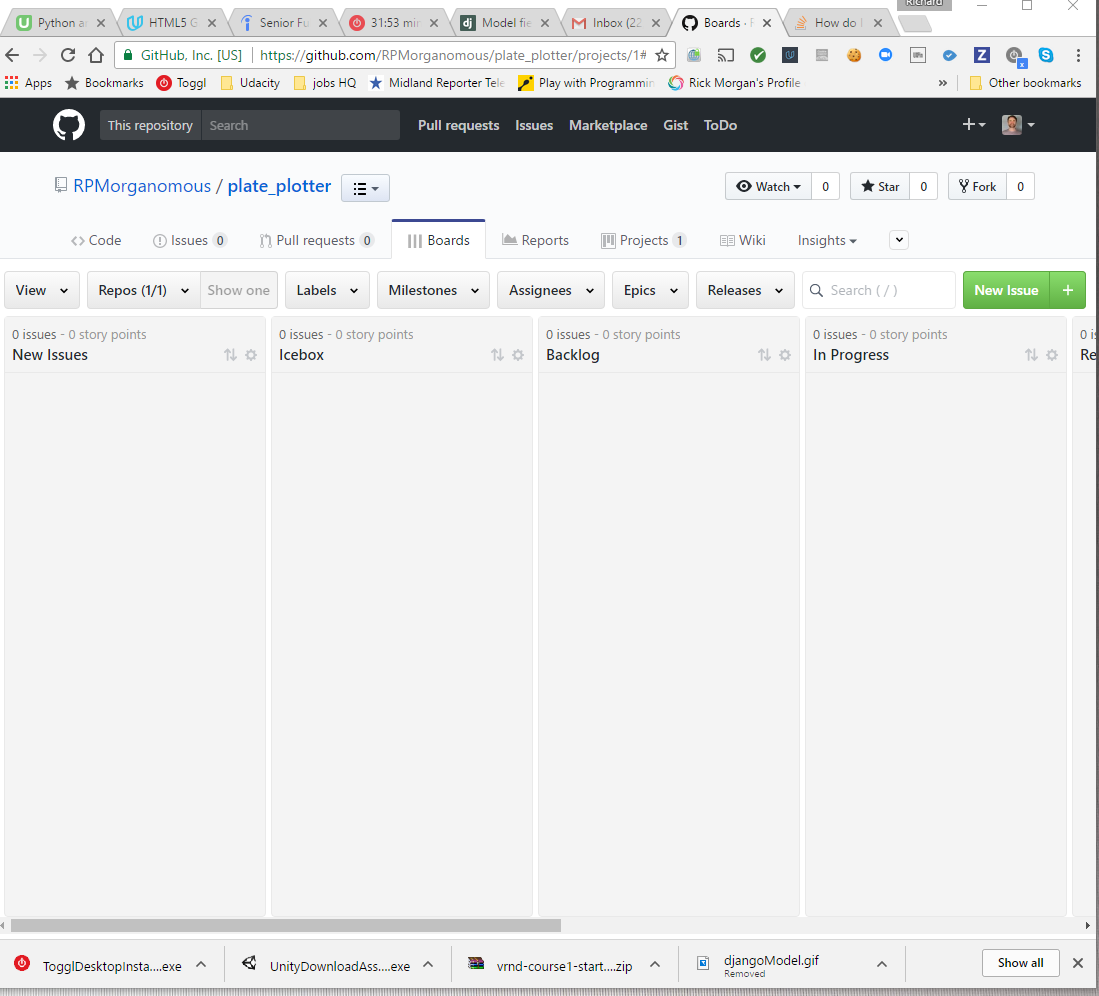 Richard
Python a
HTML5 G
Senior Fu
31:53 min
Model fie
Inbox (22
Boards ·
How do
GitHub, Inc. [US]
https://github.com/RPMorganomous/plate_plotter/projects/1#
Apps
Bookmarks
Toggl
Udacity
jobs HQ
Midland Reporter Tele
Play with Programmin
Rick Morgan's Profile
»
Other bookmarks
This repository
Search
Pull requests
Issues
Marketplace
Gist
ToDo
RPMorganomous / plate_plotter
Watch
0
Star
0
Fork
0
Code
Issues 0
Pull requests 0
Boards
Reports
Projects 1
Wiki
Insights
View
Repos (1/1)
Show one
Labels
Milestones
Assignees
Epics
Releases
Search ( / )
New Issue
+
0 issues - 0 story points
New Issues
0 issues - 0 story points
Icebox
0 issues - 0 story points
Backlog
0 issues - 0 story points
In Progress
0 is
Re
TogglDesktopInsta....exe
UnityDownloadAss....exe
vrnd-course1-start....zip
djangoModel.gif
Removed
Show all